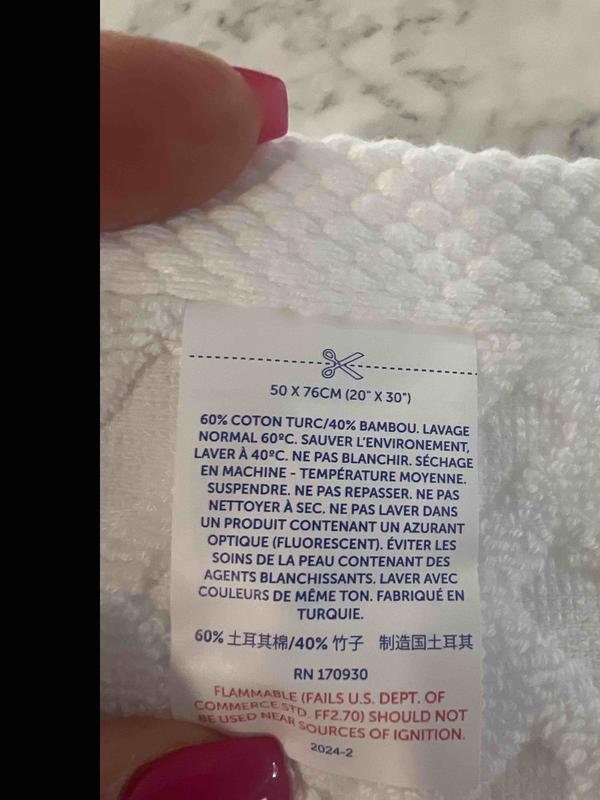 50 X 76CM (20" X 30")
60% COTON TURC/40% BAMBOU. LAVAGE
NORMAL 60ºC. SAUVER L'ENVIRONEMENT,
LAVER À 40ºC. NE PAS BLANCHIR. SÉCHAGE
EN MACHINE - TEMPÉRATURE MOYENNE.
SUSPENDRE. NE PAS REPASSER. NE PAS
NETTOYER À SEC. NE PAS LAVER DANS
UN PRODUIT CONTENANT UN AZURANT
OPTIQUE (FLUORESCENT). ÉVITER LES
SOINS DE LA PEAU CONTENANT DES
AGENTS BLANCHISSANTS. LAVER AVEC
COULEURS DE MÊME TON. FABRIQUÉ EN
TURQUIE.
60% 土耳其棉/40% 竹子 制造国土耳其
RN 170930
FLAMMABLE (FAILS U.S. DEPT. OF
COMMERCE STD. FF2.70) SHOULD NOT
BE USED NEAR SOURCES OF IGNITION.
2024-2